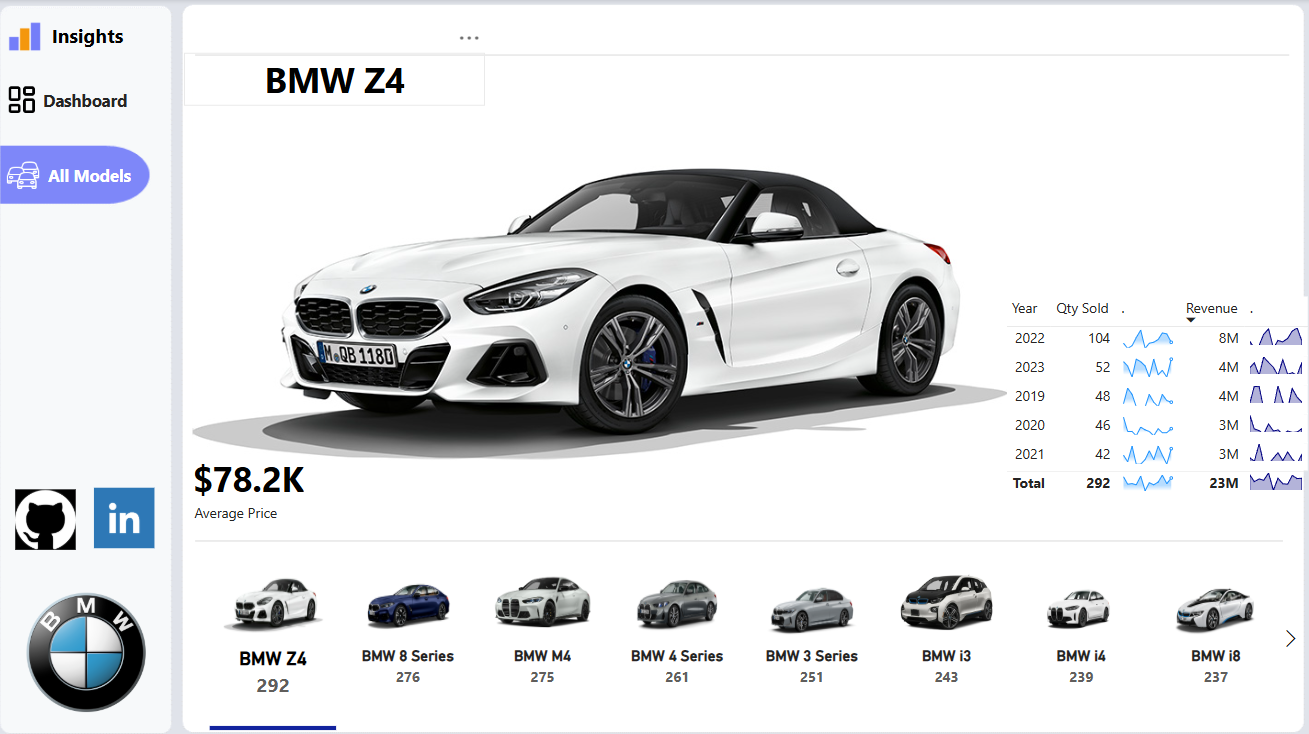 Insights
Dashboard
All Models
in
BMW
...
BMW Z4
M QB 1180
Year Qty Sold . Revenue .
2022 104 8M
2023 52 4M
2019 48 4M
2020 46 3M
2021 42 3M
Total 292 23M
$78.2K
Average Price
BMW Z4 BMW 8 Series BMW M4 BMW 4 Series BMW 3 Series BMW i3 BMW i4 BMW i8
292 276 275 261 251 243 239 237